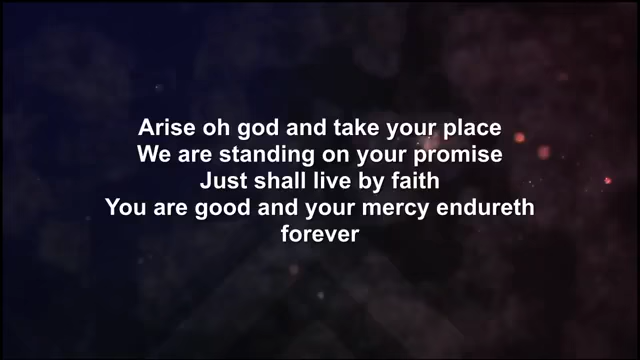 Arise oh god and take your place
We are standing on your promise
Just shall live by faith
You are good and your mercy endureth
forever